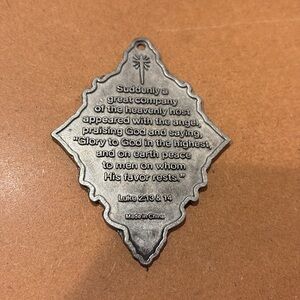 Suddenly a
great company
of the heavenly host
appeared with the angel,
praising God and saying,
"Glory to God in the highest,
and on earth peace
to men on whom
His favor rests."
Luke 2:13 & 14
Made in China